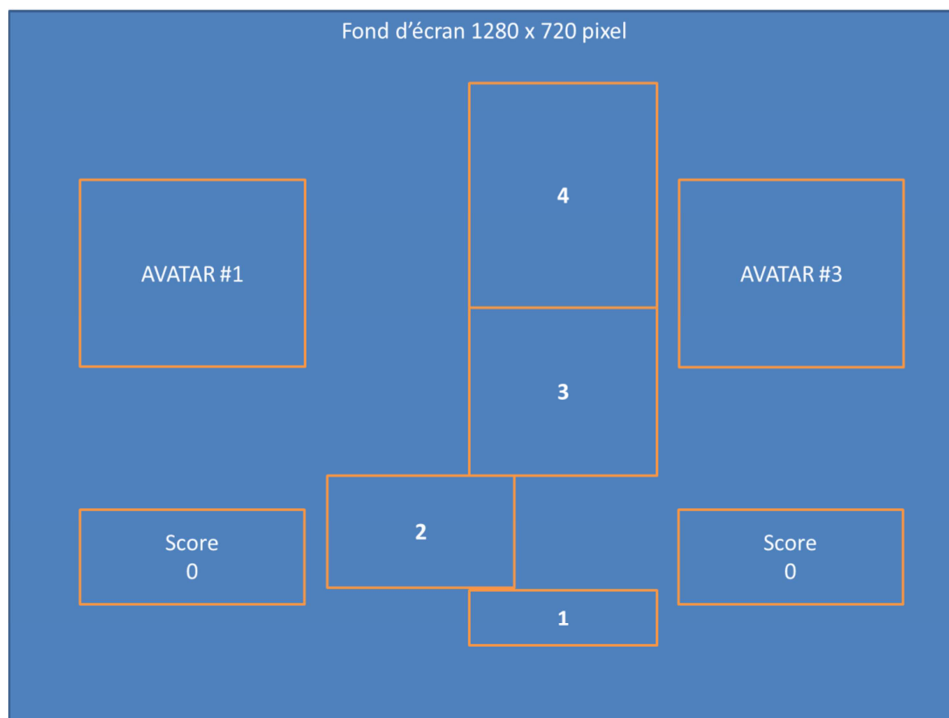 Fond d'écran 1280 x 720 pixel
4
AVATAR #1
AVATAR #3
3
2
Score
0
Score
0
1